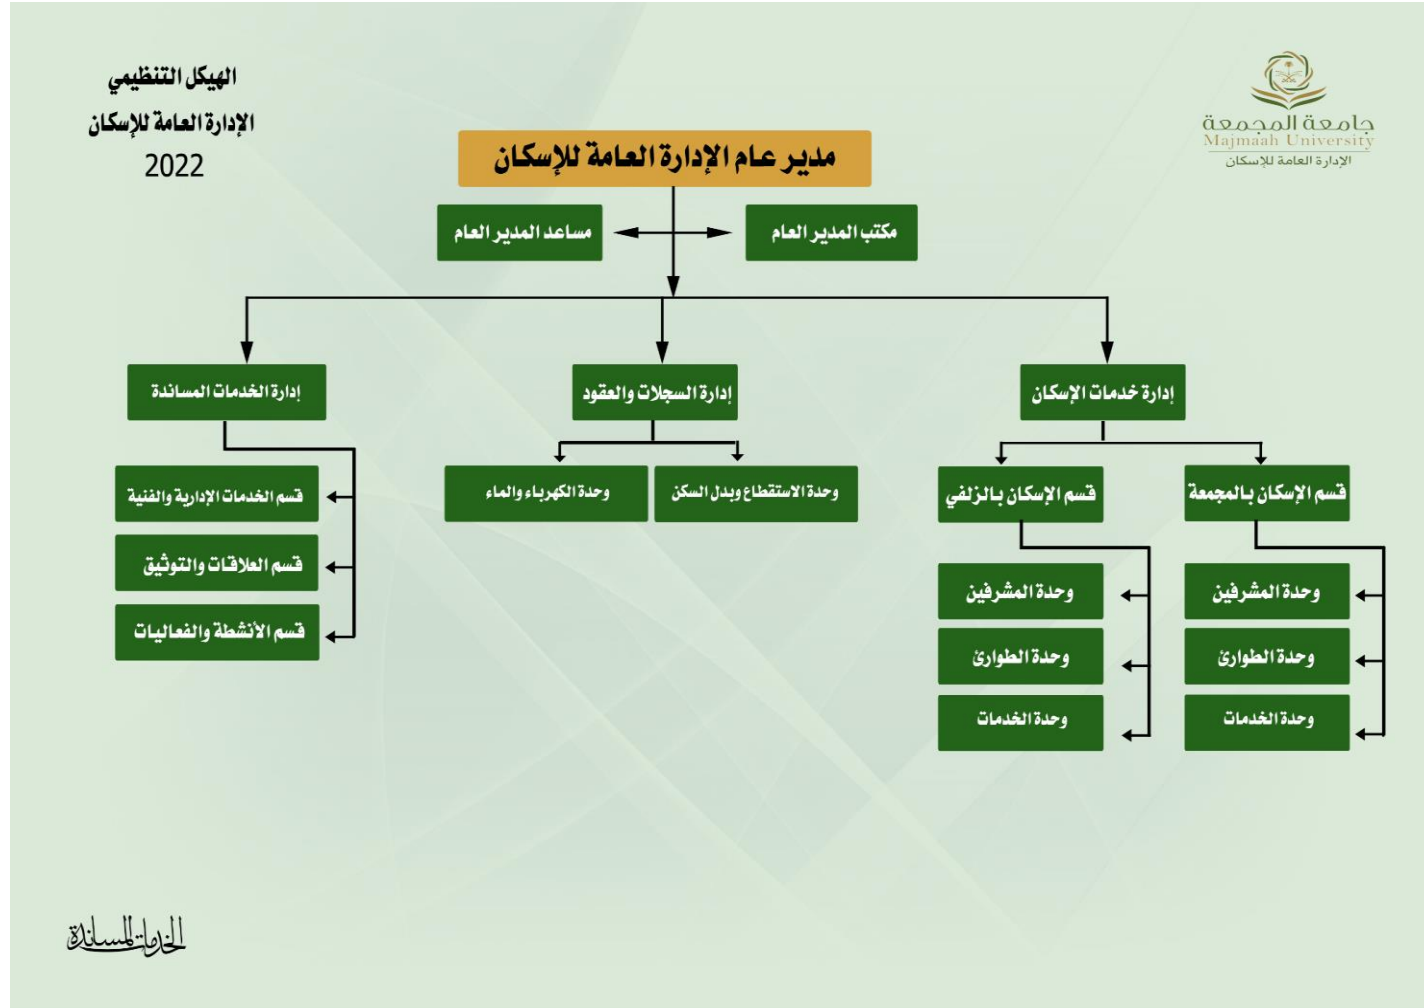 الهيكل التنظيمي
الإدارة العامة للإسكان
2022
جامعة المجمعة
Majmaah University
الإدارة العامة للإسكان
مدير عام الإدارة العامة للإسكان
مكتب المدير العام
مساعد المدير العام
إدارة خدمات الإسكان
إدارة السجلات والعقود
إدارة الخدمات المساندة
قسم الإسكان بالمجمعة
قسم الإسكان بالزلفي
وحدة الاستقطاع وبدل السكن
وحدة الكهرباء والماء
قسم الخدمات الإدارية والفنية
وحدة المشرفين
وحدة المشرفين
قسم العلاقات والتوثيق
وحدة الطوارئ
وحدة الطوارئ
قسم الأنشطة والفعاليات
وحدة الخدمات
وحدة الخدمات
الخدمات المساندة